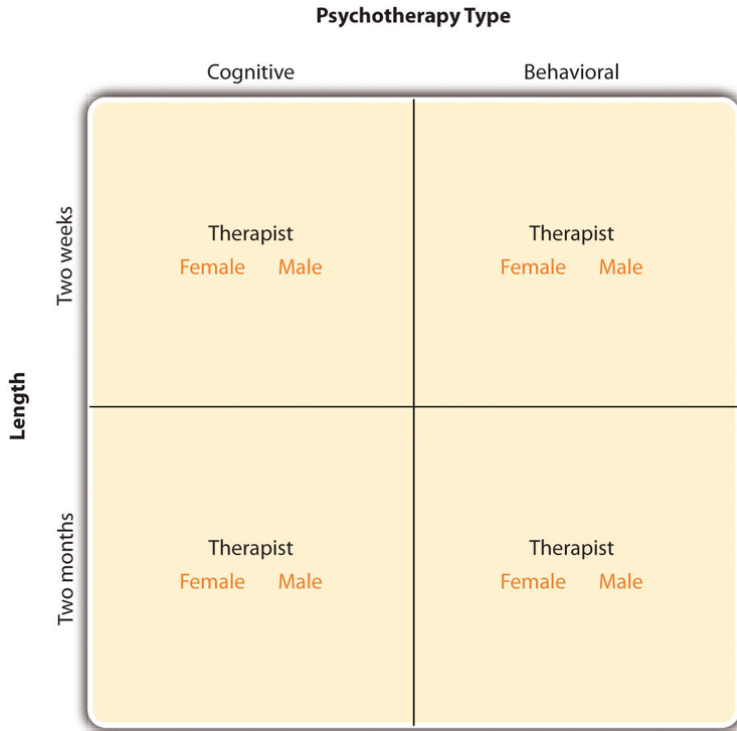 Psychotherapy Type
Cognitive Behavioral
Two weeks
Therapist Therapist
Female Male Female Male
Length
Two months
Therapist Therapist
Female Male Female Male